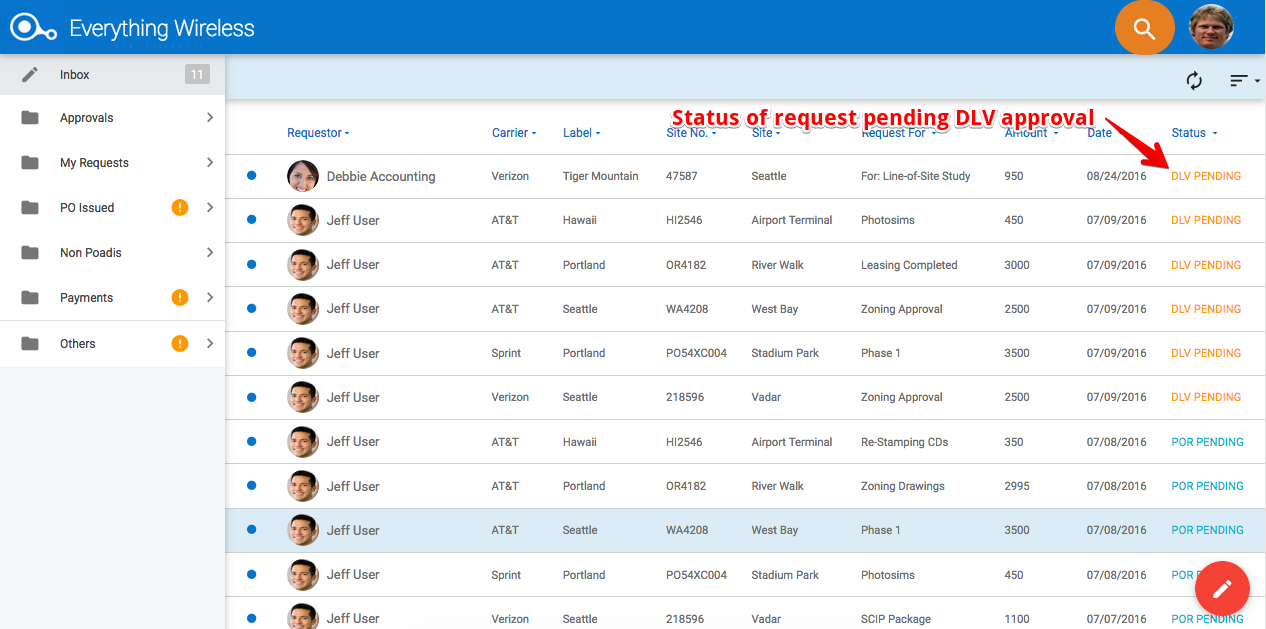 Everything Wireless
Inbox 11
Approvals
My Requests
PO Issued
Non Poadis
Payments
Others
Status of request pending DLV approval
Requestor Carrier Label Site No. Site Request For Amount Date Status
Debbie Accounting Verizon Tiger Mountain 47587 Seattle For: Line-of-Site Study 950 08/24/2016 DLV PENDING
Jeff User AT&T Hawaii HI2546 Airport Terminal Photosims 450 07/09/2016 DLV PENDING
Jeff User AT&T Portland OR4182 River Walk Leasing Completed 3000 07/09/2016 DLV PENDING
Jeff User AT&T Seattle WA4208 West Bay Zoning Approval 2500 07/09/2016 DLV PENDING
Jeff User Sprint Portland PO54XC004 Stadium Park Phase 1 3500 07/09/2016 DLV PENDING
Jeff User Verizon Seattle 218596 Vadar Zoning Approval 2500 07/09/2016 DLV PENDING
Jeff User AT&T Hawaii HI2546 Airport Terminal Re-Stamping CDs 350 07/08/2016 POR PENDING
Jeff User AT&T Portland OR4182 River Walk Zoning Drawings 2995 07/08/2016 POR PENDING
Jeff User AT&T Seattle WA4208 West Bay Phase 1 3500 07/08/2016 POR PENDING
Jeff User Sprint Portland PO54XC004 Stadium Park Photosims 450 07/08/2016 POR
Jeff User Verizon Seattle 218596 Vadar SCIP Package 1100 07/07/2016 POR PENDING